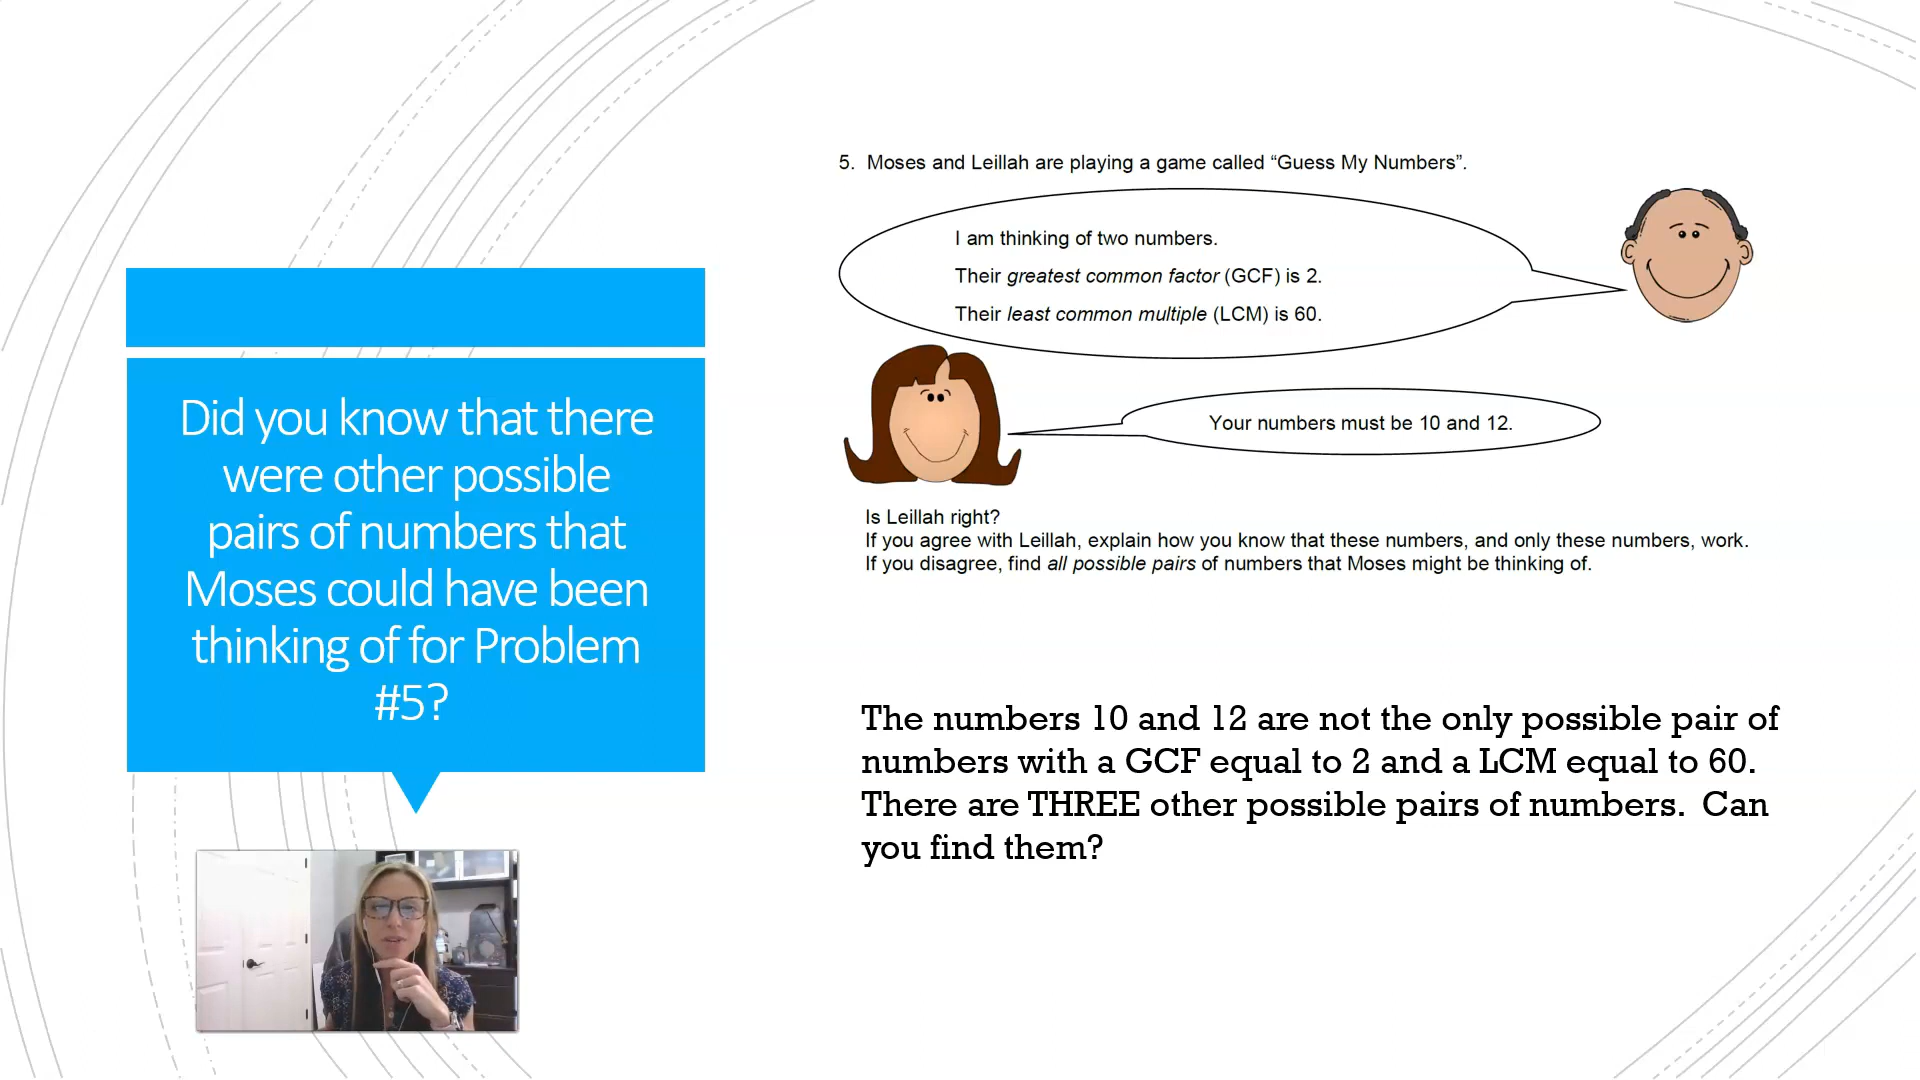 Did you know that there
were other possible
pairs of numbers that
Moses could have been
thinking of for Problem
#5?
5.  Moses and Leillah are playing a game called “Guess My Numbers”.
I am thinking of two numbers.
Their greatest common factor (GCF) is 2.
Their least common multiple (LCM) is 60.
Your numbers must be 10 and 12.
Is Leillah right?
If you agree with Leillah, explain how you know that these numbers, and only these numbers, work.
If you disagree, find all possible pairs of numbers that Moses might be thinking of.
The numbers 10 and 12 are not the only possible pair of
numbers with a GCF equal to 2 and a LCM equal to 60.
There are THREE other possible pairs of numbers.  Can
you find them?